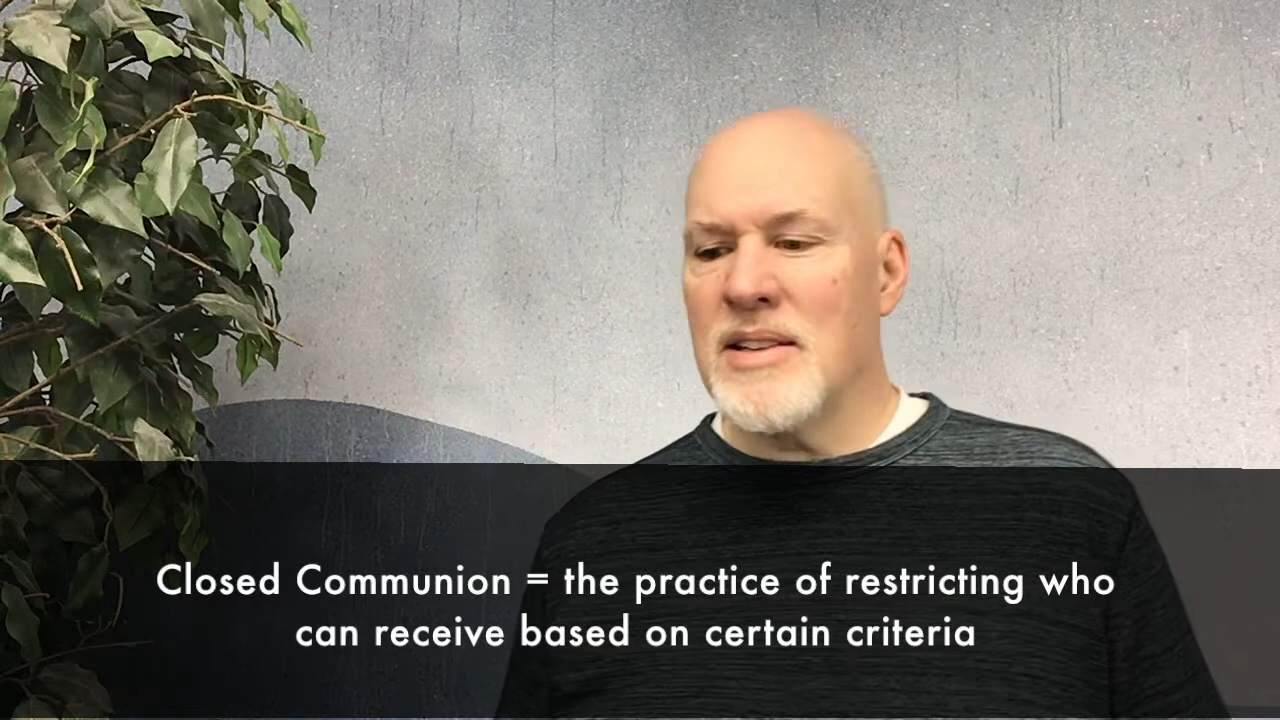 Closed Communion = the practice of restricting who
can receive based on certain criteria